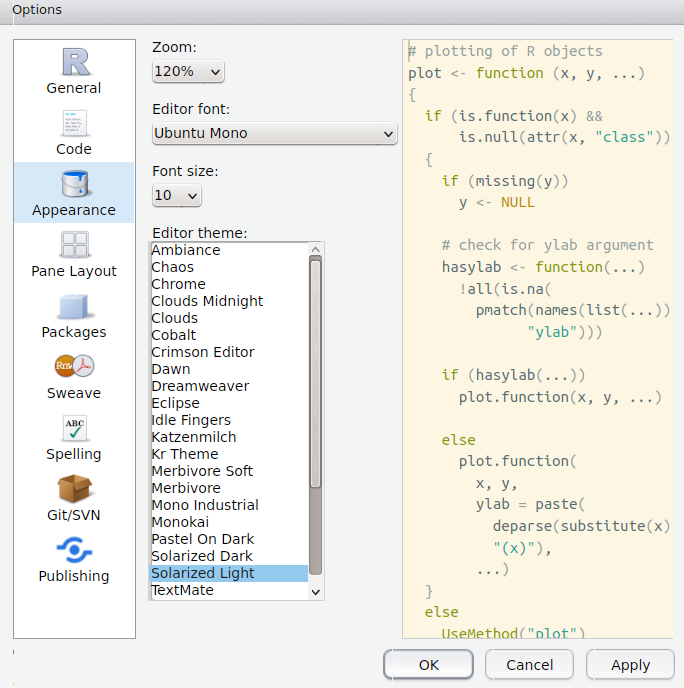 Options
General
Code
Appearance
Pane Layout
Packages
Rnw
Sweave
ABC
Spelling
Git/SVN
Publishing
Zoom:
120%
Editor font:
Ubuntu Mono
Font size:
10
Editor theme:
Ambiance
Chaos
Chrome
Clouds Midnight
Clouds
Cobalt
Crimson Editor
Dawn
Dreamweaver
Eclipse
Idle Fingers
Katzenmilch
Kr Theme
Merbivore Soft
Merbivore
Mono Industrial
Monokai
Pastel On Dark
Solarized Dark
Solarized Light
TextMate
# plotting of R objects
plot <- function (x, y, ...)
{
  if (is.function(x) &&
      is.null(attr(x, "class"))
  {
    if (missing(y))
      y <- NULL
    # check for ylab argument
    hasylab <- function(...)
      !all(is.na(
        pmatch(names(list(...))
              "ylab")))
    if (hasylab(...))
      plot.function(x, y, ...)
    else
      plot.function(
        x, y,
        ylab = paste(
          deparse(substitute(x)
          "(x)"),
        ...)
  }
  else
    UseMethod("plot")
OK
Cancel
Apply